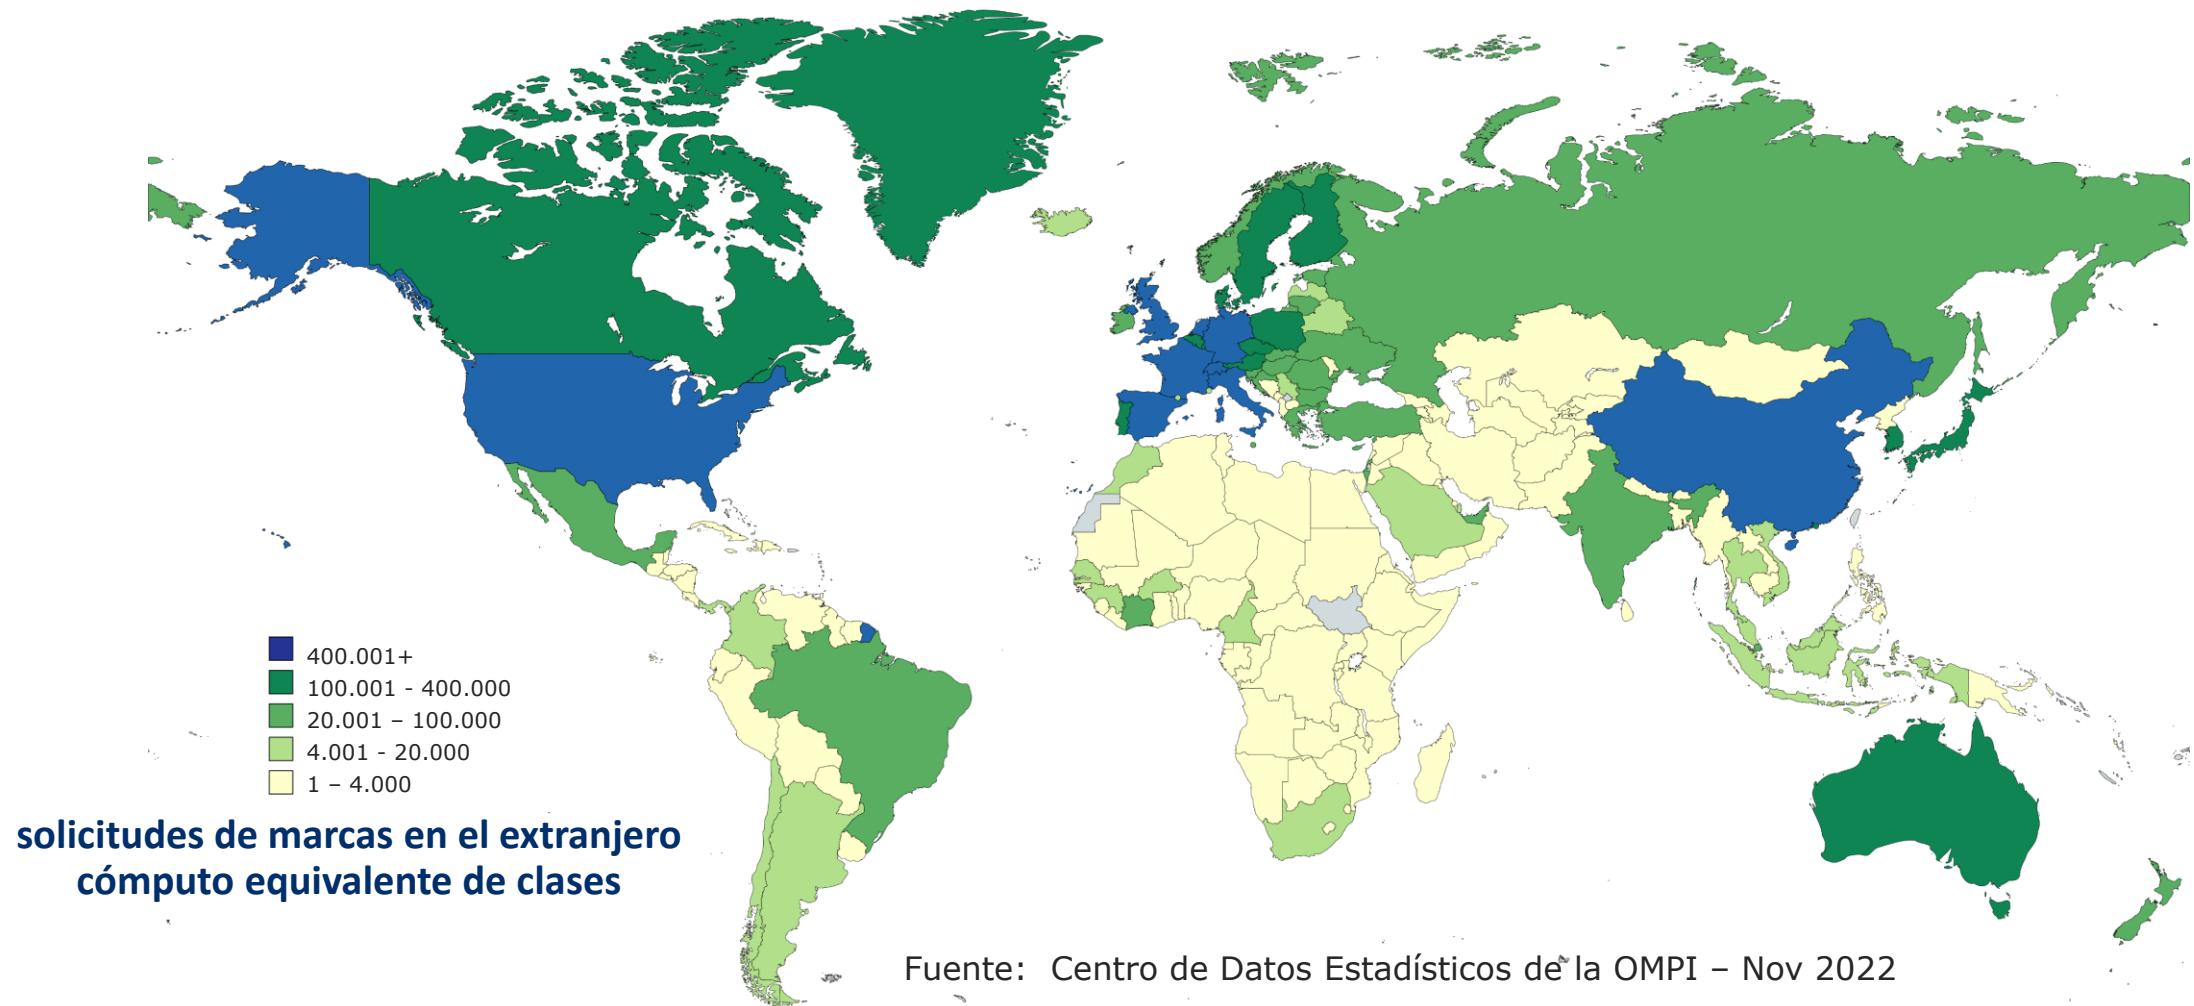 400.001+
100.001 - 400.000
20.001 – 100.000
4.001 - 20.000
1 – 4.000
solicitudes de marcas en el extranjero
cómputo equivalente de clases
Fuente: Centro de Datos Estadísticos de la OMPI – Nov 2022